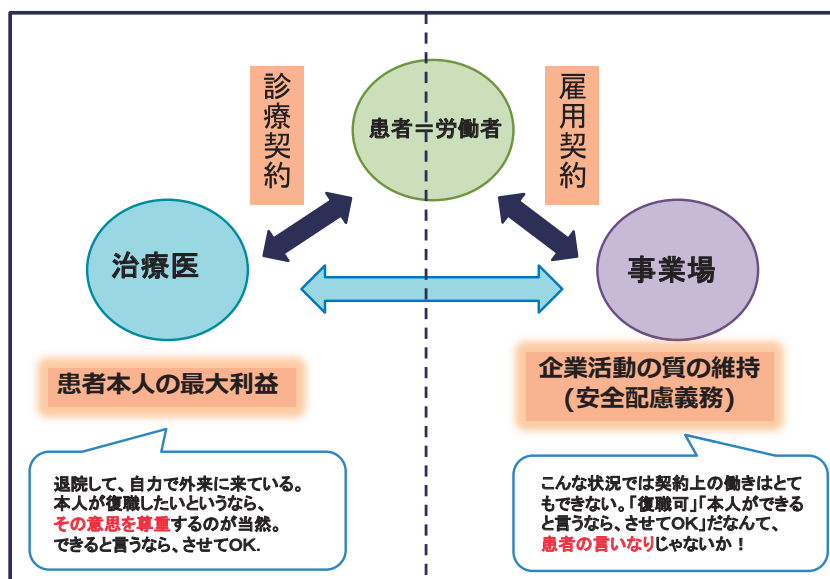 診療契約
患者＝労働者
雇用契約
治療医
事業場
患者本人の最大利益
企業活動の質の維持
(安全配慮義務)
退院して、自力で外来に来ている。
本人が復職したいというなら、
その意思を尊重するのが当然。
できると言うなら、させてOK.
こんな状況では契約上の働きはとて
もできない。「復職可」「本人ができる
と言うなら、させてOK」だなんて、
患者の言いなりじゃないか！